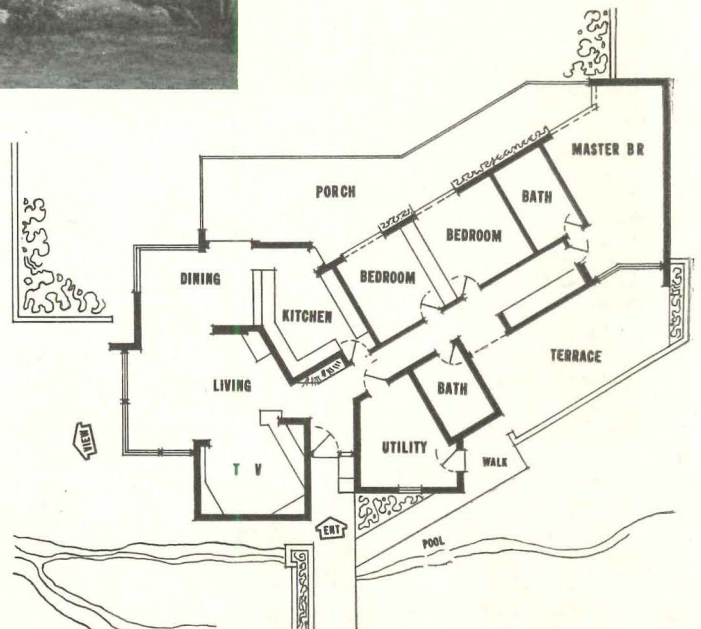 MASTER BR
PORCH
BATH
BEDROOM
BEDROOM
DINING
KITCHEN
LIVING
TERRACE
BATH
VIEW
UTILITY
T V
WALK
ENT
POOL